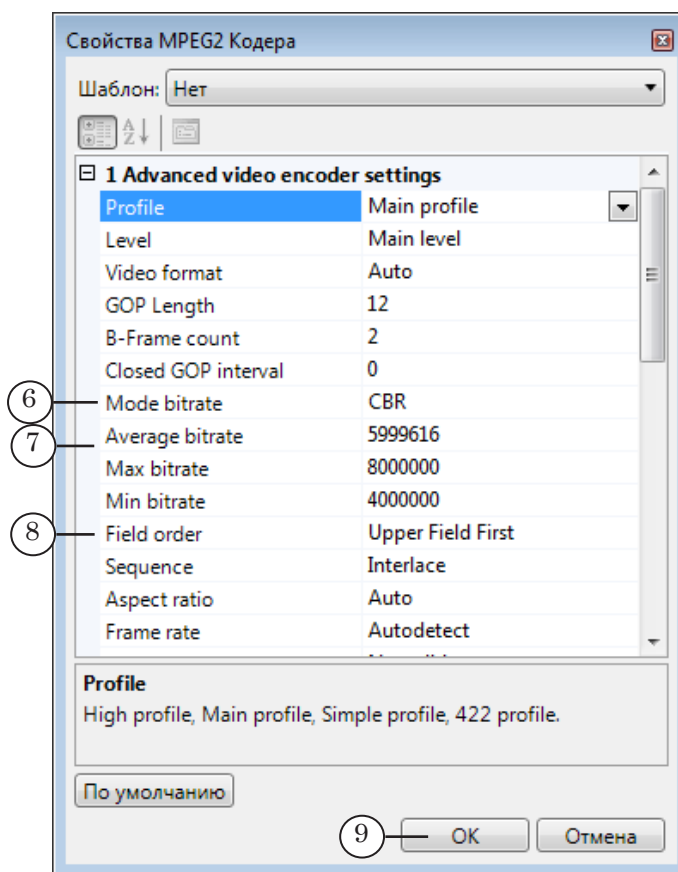 Свойства MPEG2 Кодера
Шаблон: Нет
1 Advanced video encoder settings
Profile Main profile
Level Main level
Video format Auto
GOP Length 12
B-Frame count 2
Closed GOP interval 0
6 Mode bitrate CBR
7 Average bitrate 5999616
Max bitrate 8000000
Min bitrate 4000000
8 Field order Upper Field First
Sequence Interlace
Aspect ratio Auto
Frame rate Autodetect
Profile
High profile, Main profile, Simple profile, 422 profile.
По умолчанию
9 OK Отмена